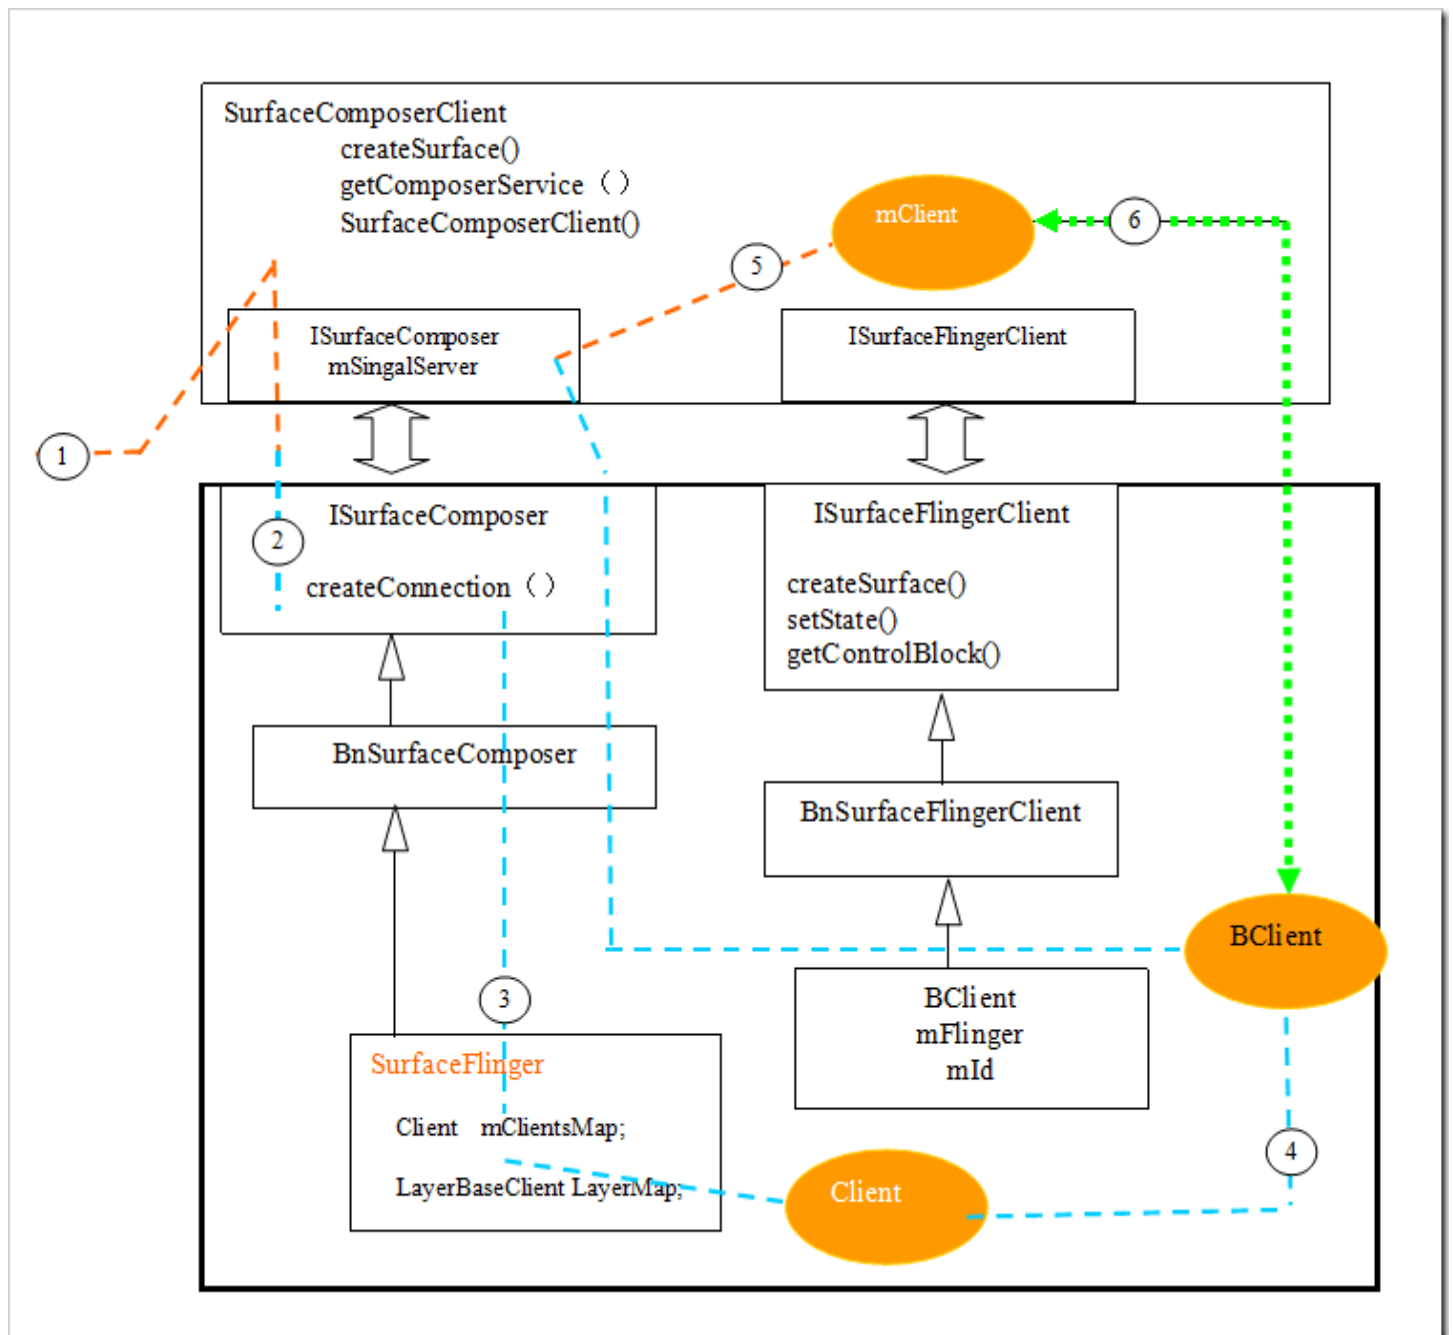 SurfaceComposerClient
createSurface()
getComposerService（）
SurfaceComposerClient()
mClient
6
5
ISurfaceComposer
mSingalServer
ISurfaceFlingerClient
1
ISurfaceComposer
2
createConnection（）
ISurfaceFlingerClient
createSurface()
setState()
getControlBlock()
BnSurfaceComposer
BnSurfaceFlingerClient
BClient
3
BClient
mFlinger
mId
SurfaceFlinger
Client mClientsMap;
LayerBaseClient LayerMap;
Client
4